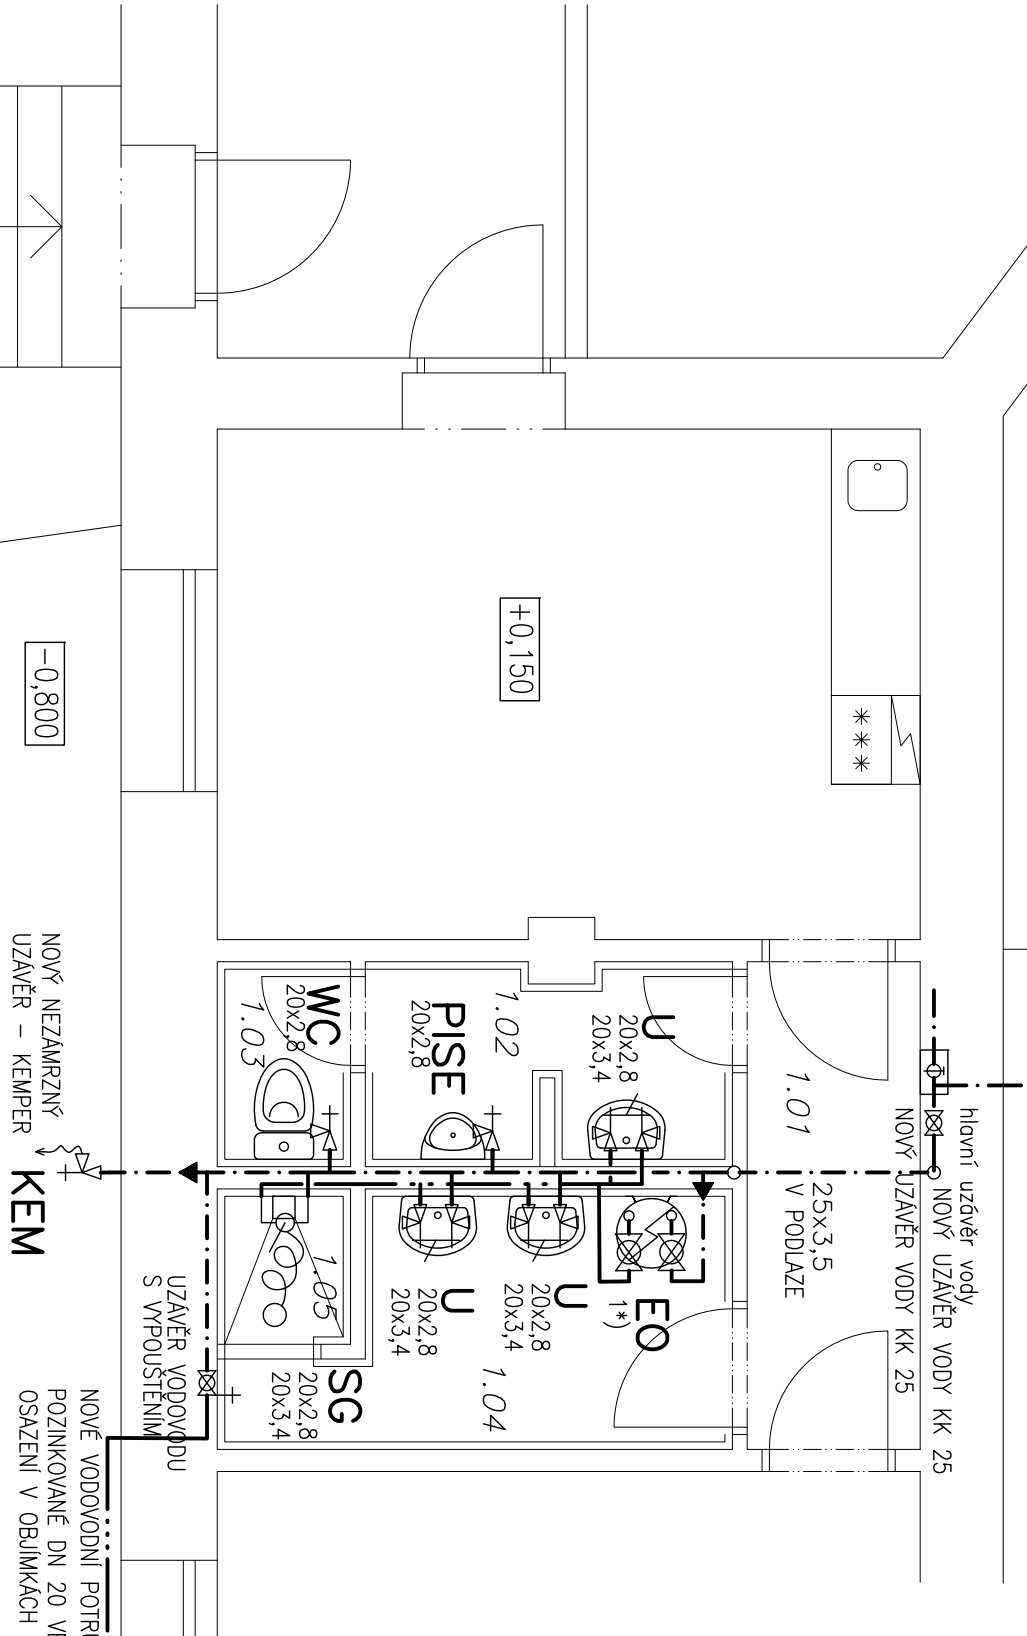 hlavní uzávěr vody
NOVÝ UZÁVĚR VODY KK 25
NOVÝ UZÁVĚR VODY KK 25
1.01
25x3,5
V PODLAZE
+0,150
-0,800
U
20x2,8
20x3,4
1.02
PISE
20x2,8
WC
20x2,8
1.03
EO
1*)
U
20x2,8
20x3,4
U
20x2,8
20x3,4
1.04
1.05
SG
20x2,8
20x3,4
UZÁVĚR VODOVODU
S VYPOUŠTĚNÍM
NOVÝ NEZÁMRZNÝ
UZÁVĚR - KEMPER
KEM
NOVÉ VODOVODNÍ
POZINKOVANÉ DN 20
OSAZENÍ V OBJÍMKÁCH